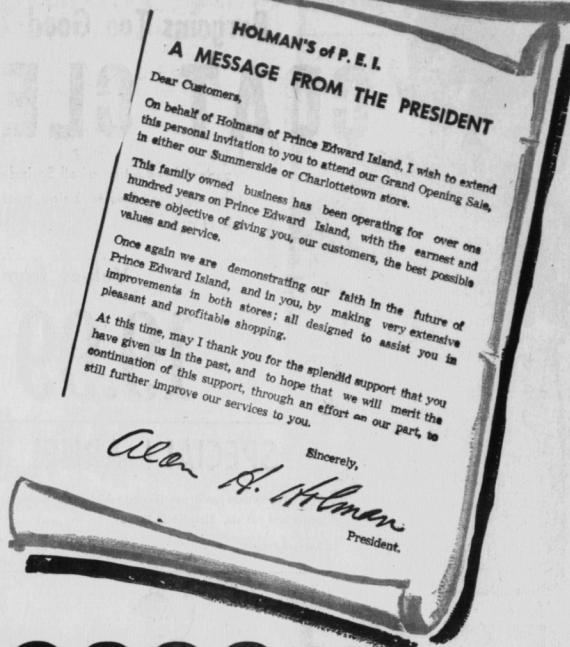 HOLMAN'S of P. E. I.
A MESSAGE FROM THE PRESIDENT
Dear Customers,
On behalf of Holmans of Prince Edward Island, I wish to extend
this personal invitation to you to attend our Grand Opening Sale,
in either our Summerside or Charlottetown store.
This family owned business has been operating for over one
hundred years on Prince Edward Island, with the earnest and
sincere objective of giving you, our customers, the best possible
values and service.
Once again we are demonstrating our faith in the future of
Prince Edward Island, and in you, by making very extensive
improvements in both stores; all designed to assist you in
pleasant and profitable shopping.
At this time, may I thank you for the splendid support that you
have given us in the past, and to hope that we will merit the
continuation of this support, through an effort on our part, to
still further improve our services to you.
Sincerely,
Alan H. Holman
President.